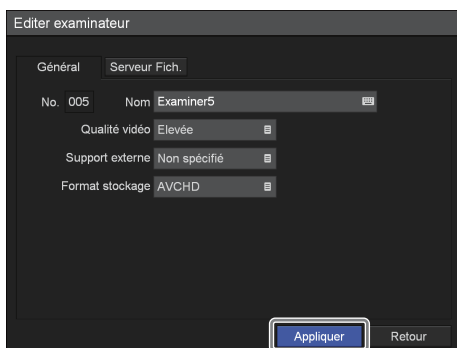 Editer examinateur
Général Serveur Fich.
No. 005 Nom Examiner5
Qualité vidéo Elevée
Support externe Non spécifié
Format stockage AVCHD
Appliquer Retour